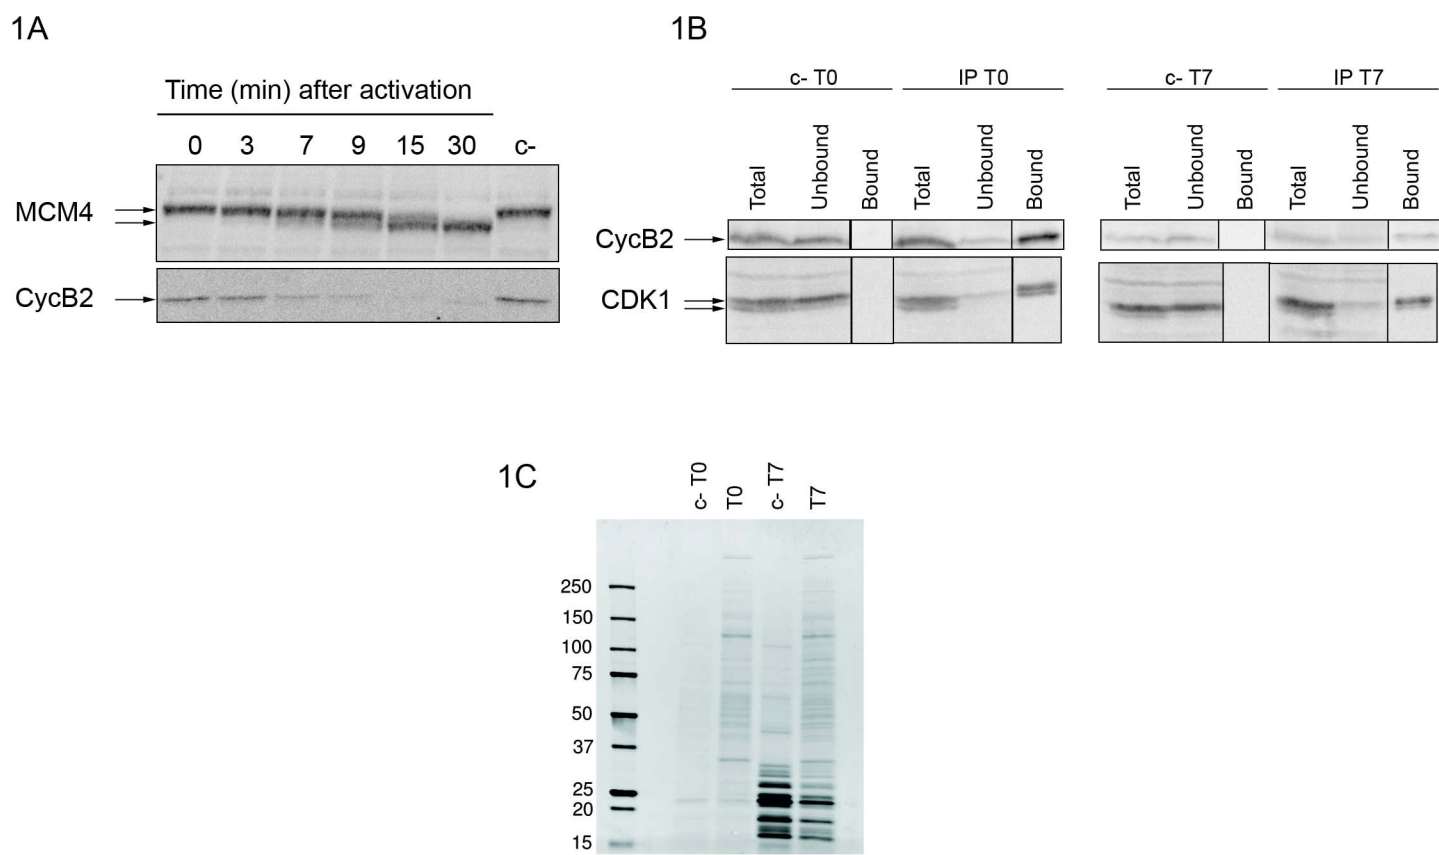 1A
Time (min) after activation
0 3 7 9 15 30 c-
MCM4
CycB2
1B
c- T0 IP T0 c- T7 IP T7
Total Unbound Bound Total Unbound Bound Total Unbound Bound Total Unbound Bound
CycB2
CDK1
1C
c- T0 T0 c- T7 T7
250
150
100
75
50
37
25
20
15